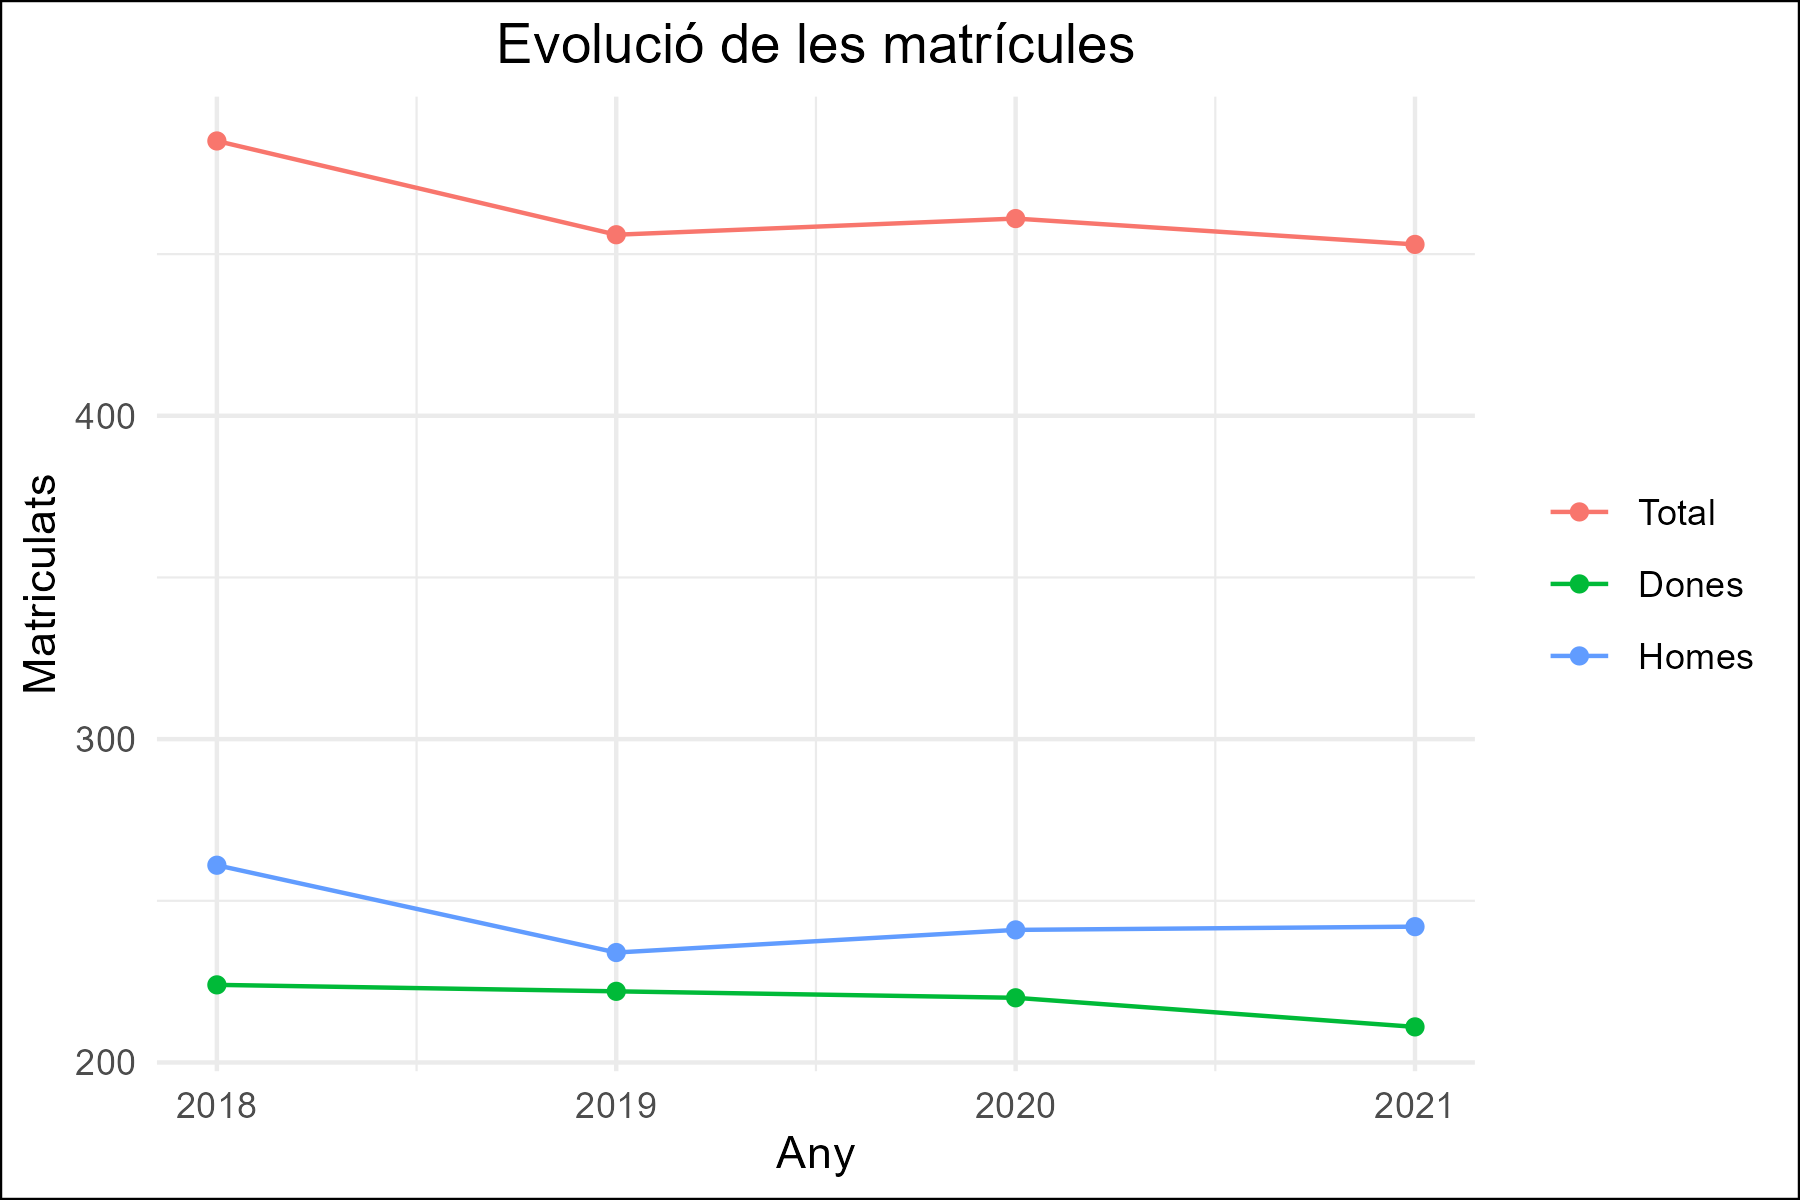 Evolució de les matrícules
Matriculats
400
300
200
2018
2019
2020
2021
Any
Total
Dones
Homes